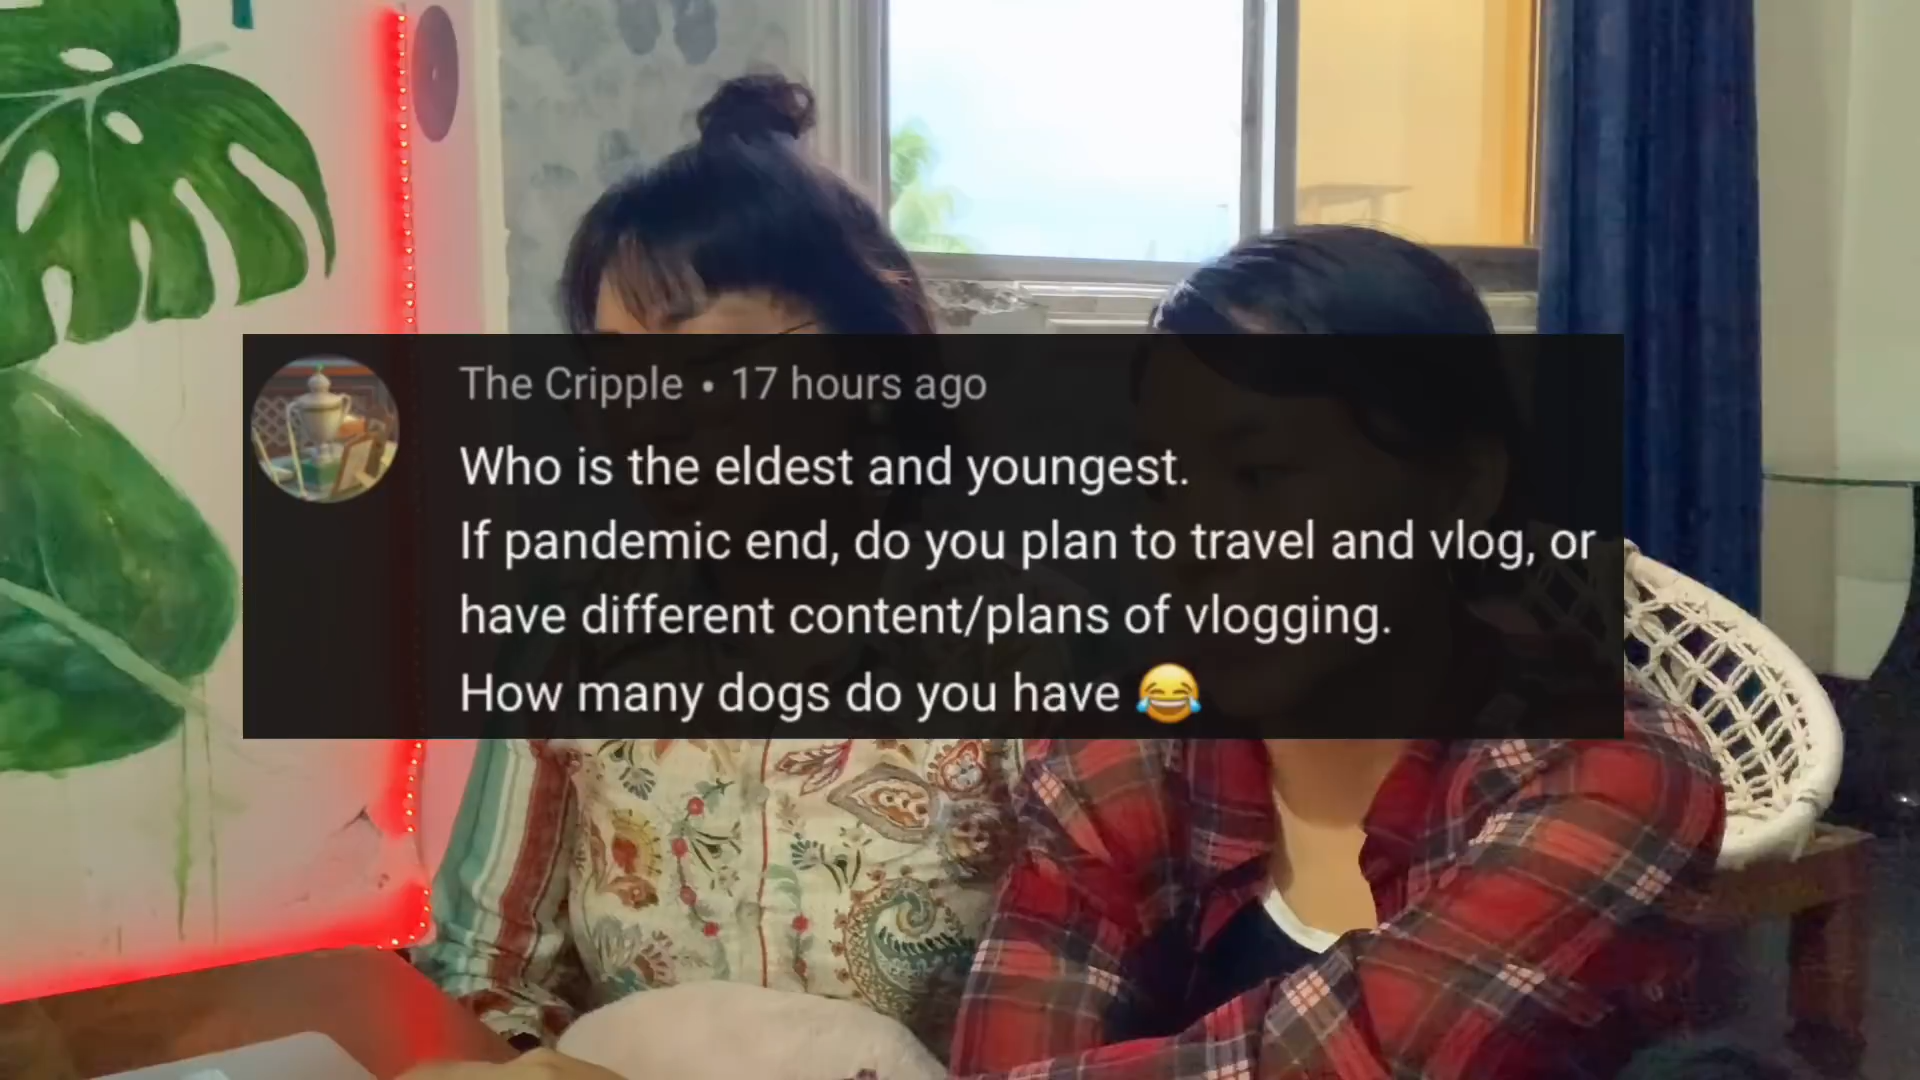 The Cripple • 17 hours ago
Who is the eldest and youngest.
If pandemic end, do you plan to travel and vlog, or
have different content/plans of vlogging.
How many dogs do you have 😂